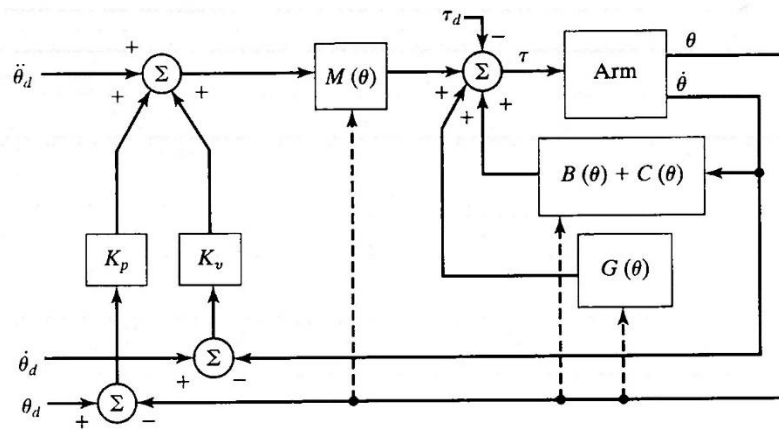 τ_d −
+ τ θ
θ̈_d + Σ M (θ) + Σ Arm
+ + + + θ̇
B (θ) + C (θ)
K_p K_v G (θ)
θ̇_d + Σ −
θ_d + Σ −